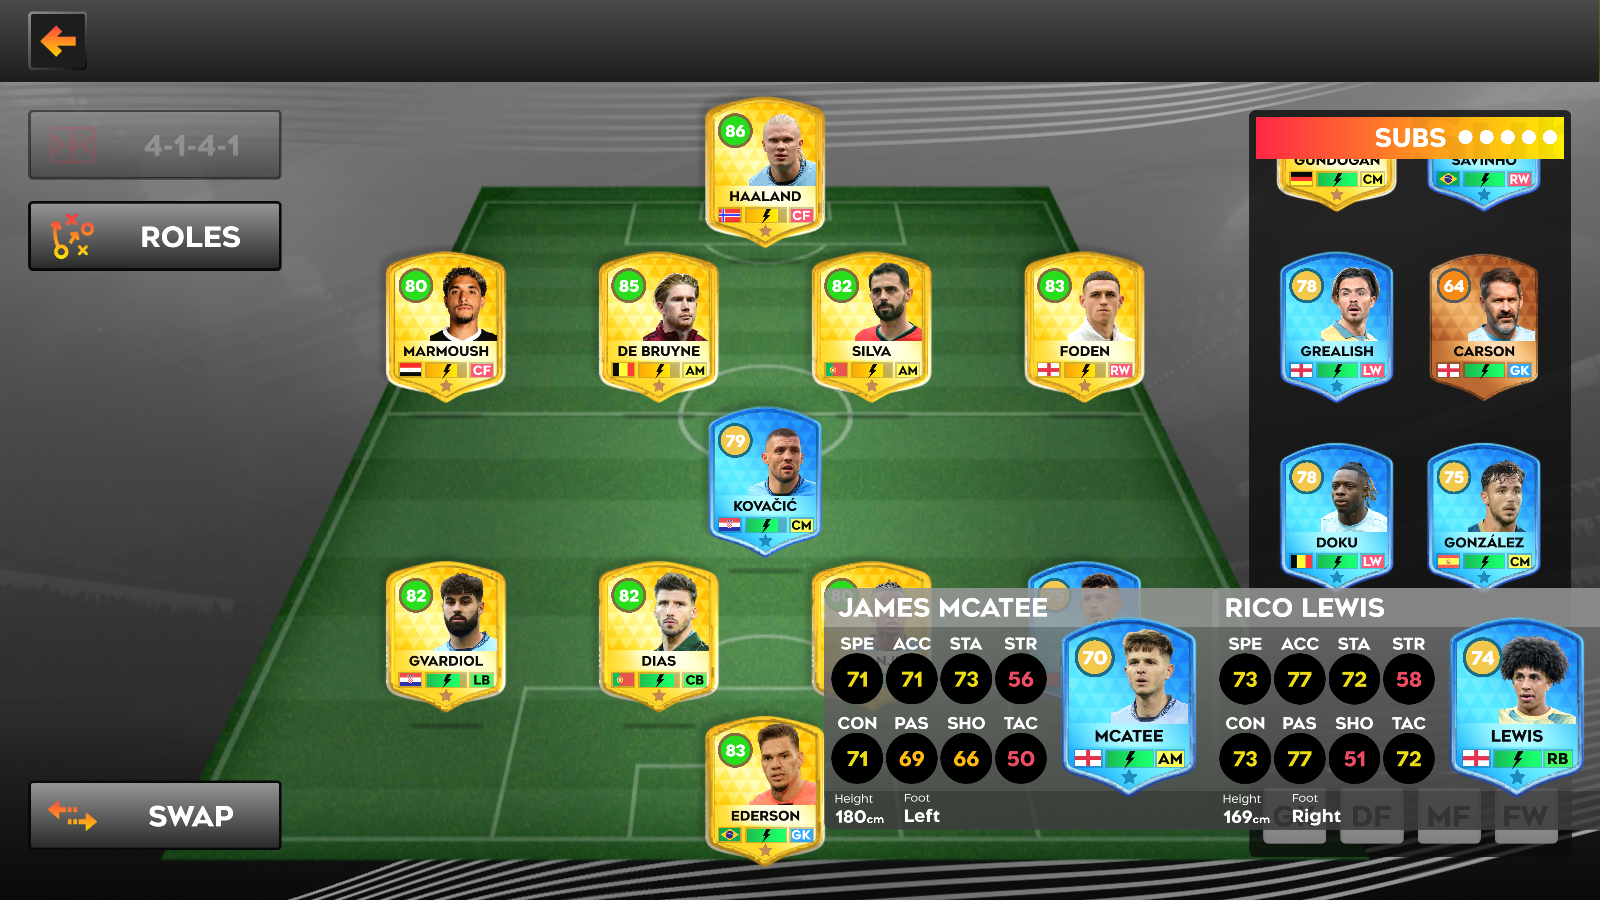 4-1-4-1
ROLES
SWAP
86
HAALAND
CF
80
MARMOUSH
CF
85
DE BRUYNE
AM
82
SILVA
AM
83
FODEN
RW
79
KOVAČIĆ
CM
82
GVARDIOL
LB
82
DIAS
CB
80
75
83
EDERSON
GK
SUBS
GÜNDOĞAN
CM
SAVINHO
RW
78
GREALISH
LW
64
CARSON
GK
78
DOKU
LW
75
GONZÁLEZ
CM
JAMES MCATEE
SPE ACC STA STR
71 71 73 56
CON PAS SHO TAC
71 69 66 50
Height Foot
180cm Left
70
MCATEE
AM
RICO LEWIS
SPE ACC STA STR
73 77 72 58
CON PAS SHO TAC
73 77 51 72
Height Foot
169cm Right
74
LEWIS
RB
DF MF FW